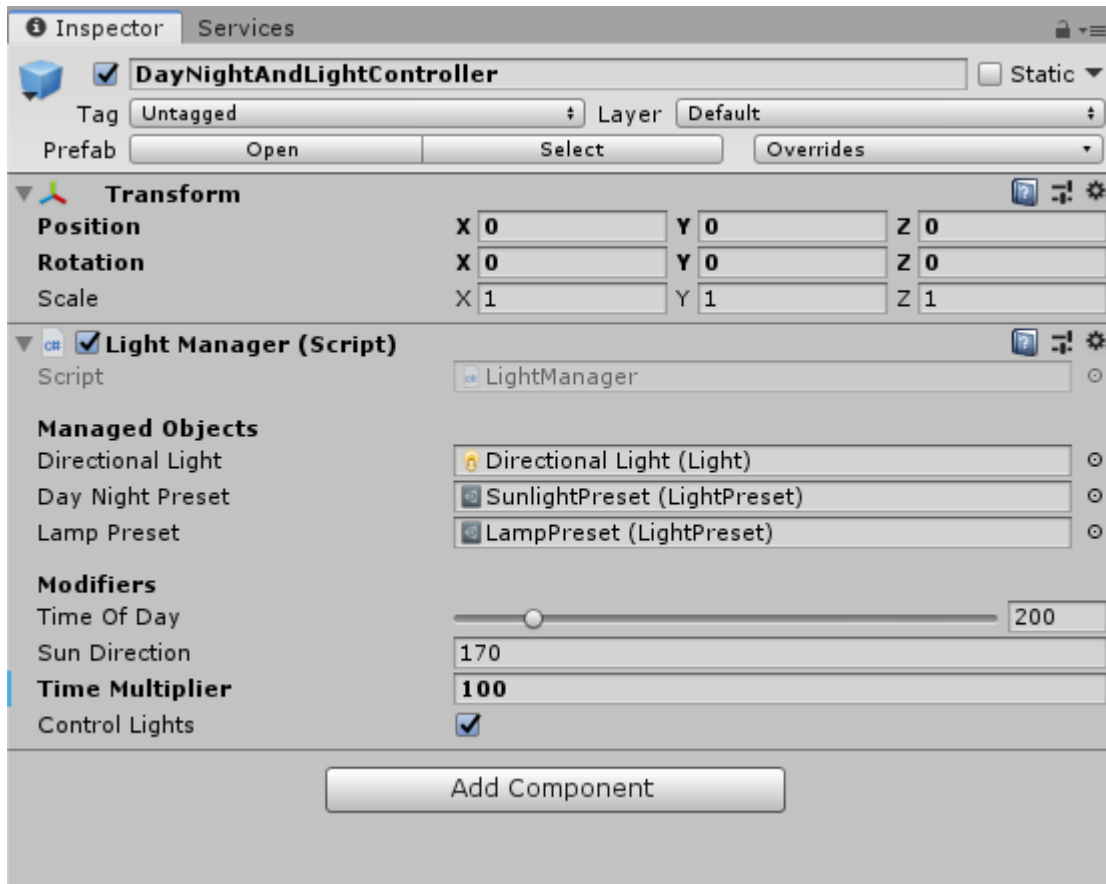 Inspector Services
DayNightAndLightController Static
Tag Untagged Layer Default
Prefab Open Select Overrides
Transform
Position X 0 Y 0 Z 0
Rotation X 0 Y 0 Z 0
Scale X 1 Y 1 Z 1
C# Light Manager (Script)
Script LightManager
Managed Objects
Directional Light Directional Light (Light)
Day Night Preset SunlightPreset (LightPreset)
Lamp Preset LampPreset (LightPreset)
Modifiers
Time Of Day 200
Sun Direction 170
Time Multiplier 100
Control Lights
Add Component